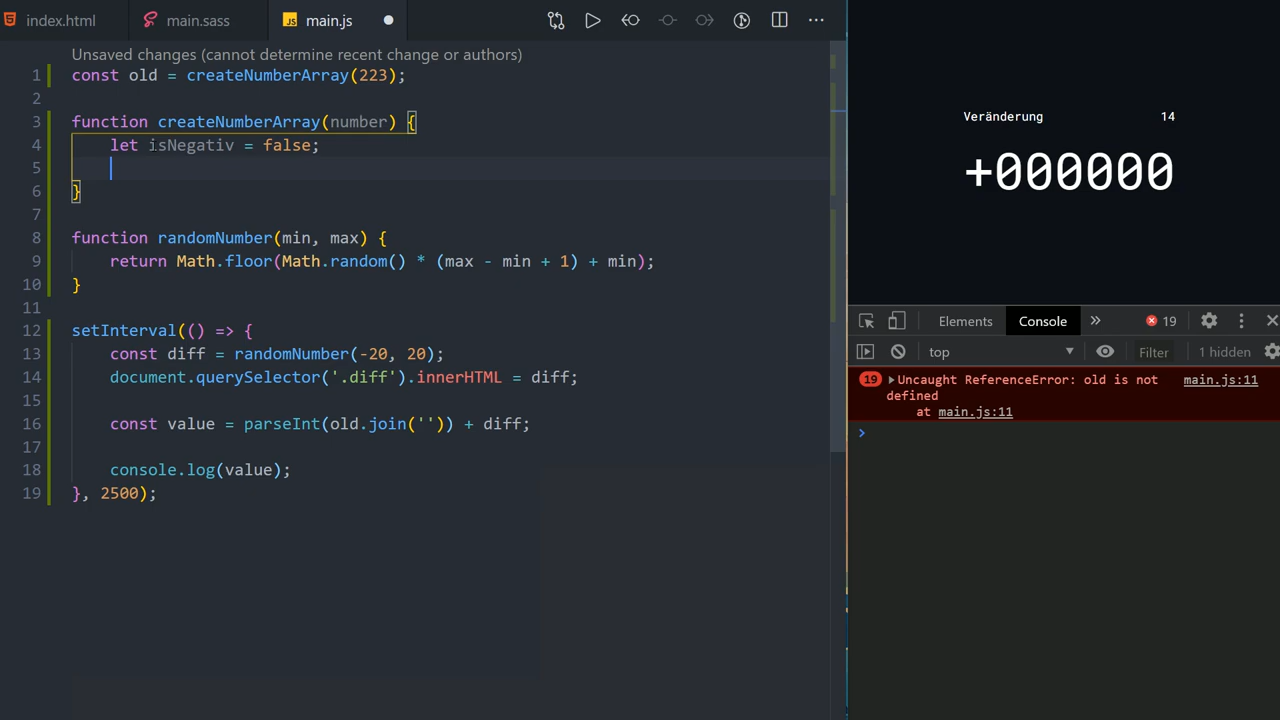 index.html main.sass JS main.js
Unsaved changes (cannot determine recent change or authors)
1 const old = createNumberArray(223);
2
3 function createNumberArray(number) {
4 let isNegativ = false;
5
6 }
7
8 function randomNumber(min, max) {
9 return Math.floor(Math.random() * (max - min + 1) + min);
10 }
11
12 setInterval(() => {
13 const diff = randomNumber(-20, 20);
14 document.querySelector('.diff').innerHTML = diff;
15
16 const value = parseInt(old.join('')) + diff;
17
18 console.log(value);
19 }, 2500);
Veränderung 14
+000000
Elements Console » 19
top Filter 1 hidden
19 Uncaught ReferenceError: old is not main.js:11
defined
at main.js:11